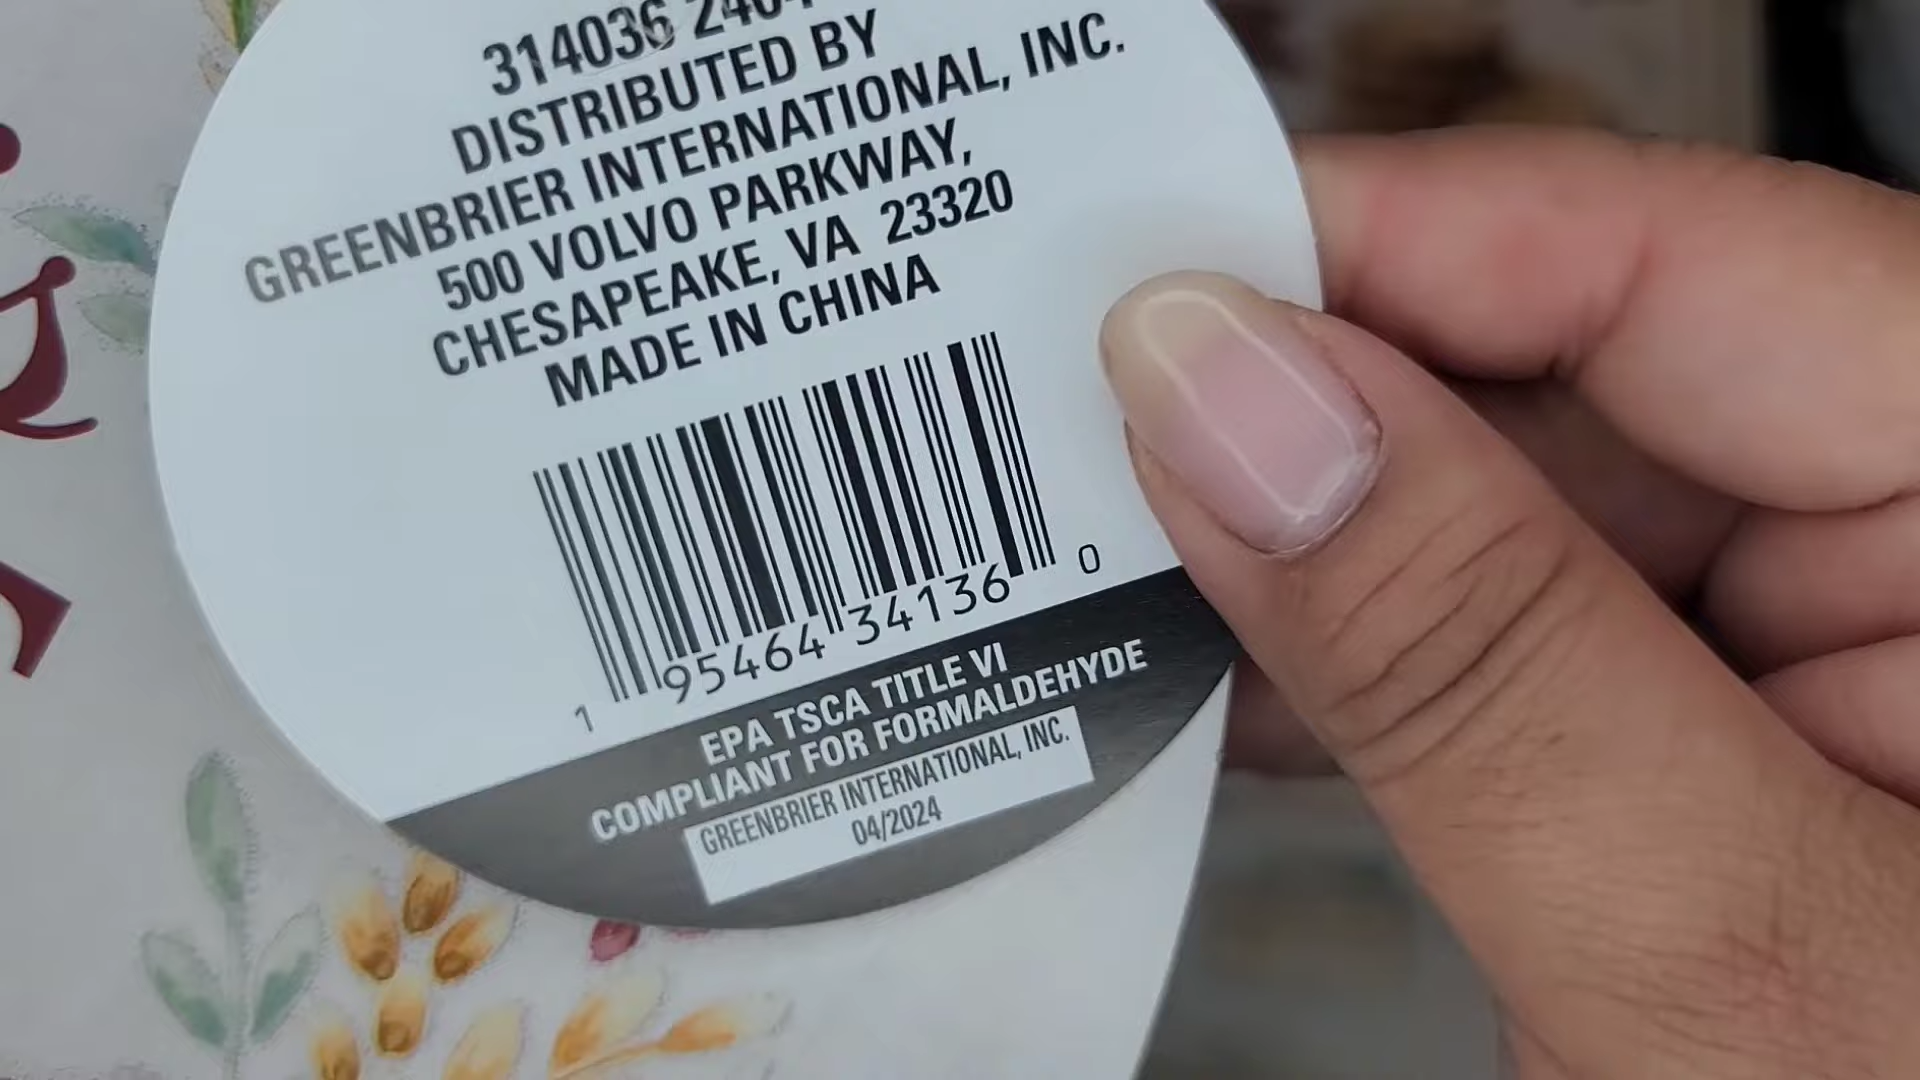 314036
DISTRIBUTED BY
GREENBRIER INTERNATIONAL, INC.
500 VOLVO PARKWAY,
CHESAPEAKE, VA 23320
MADE IN CHINA
1 95464 34136 0
EPA TSCA TITLE VI
COMPLIANT FOR FORMALDEHYDE
GREENBRIER INTERNATIONAL, INC.
04/2024